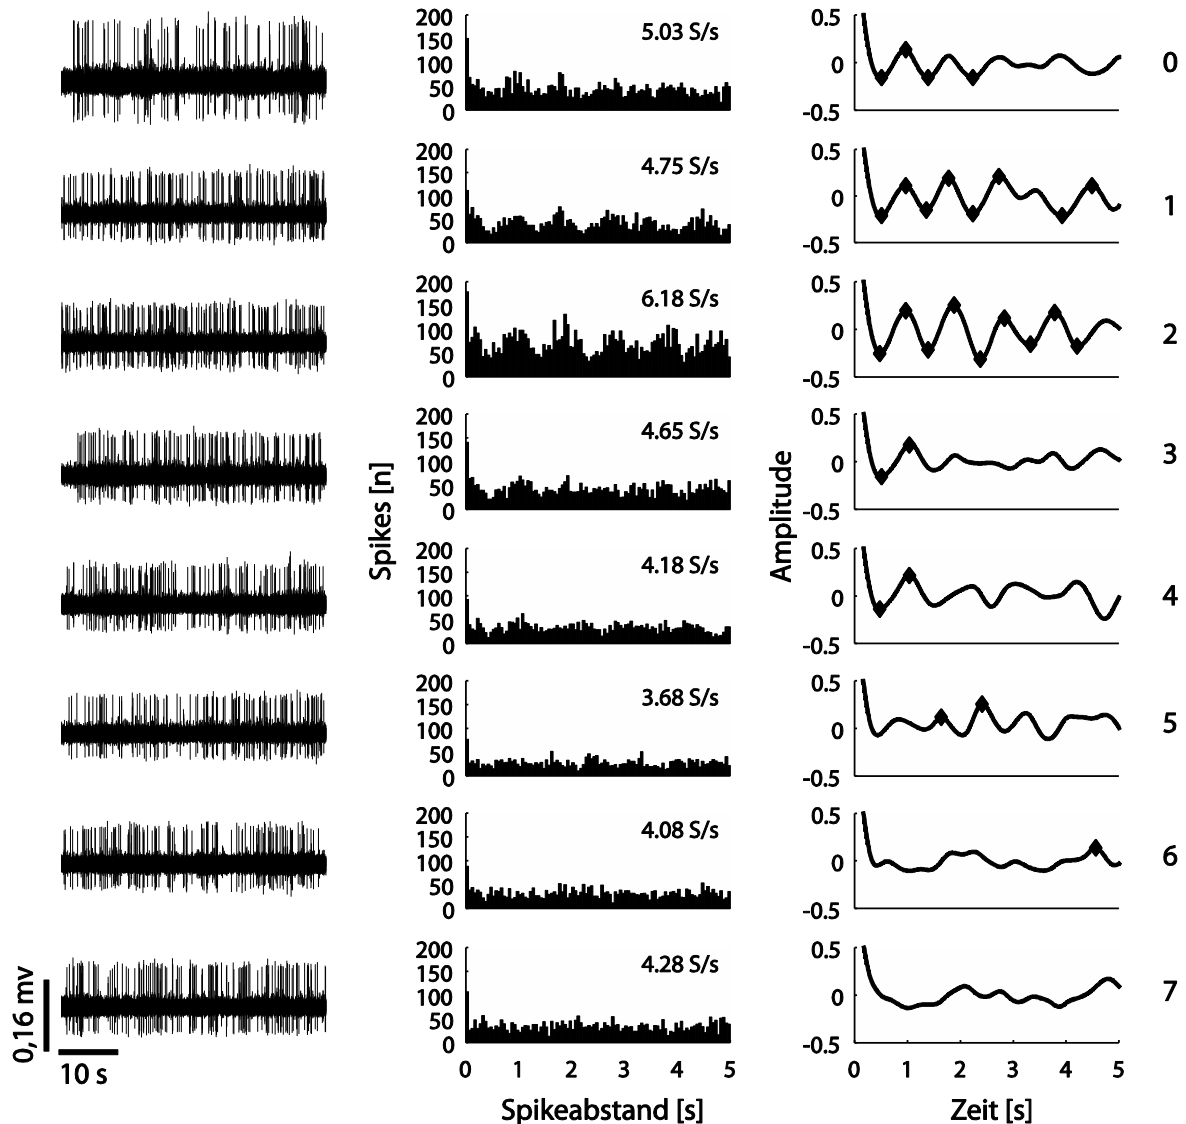 200 150 100 50 0 5.03 S/s 0.5 0 -0.5 0
200 150 100 50 0 4.75 S/s 0.5 0 -0.5 1
200 150 100 50 0 6.18 S/s 0.5 0 -0.5 2
200 150 100 50 0 4.65 S/s 0.5 0 -0.5 3
Spikes [n]
Amplitude
200 150 100 50 0 4.18 S/s 0.5 0 -0.5 4
200 150 100 50 0 3.68 S/s 0.5 0 -0.5 5
200 150 100 50 0 4.08 S/s 0.5 0 -0.5 6
200 150 100 50 0 4.28 S/s 0.5 0 -0.5 7
0,16 mv
10 s
0 1 2 3 4 5
0 1 2 3 4 5
Spikeabstand [s]
Zeit [s]